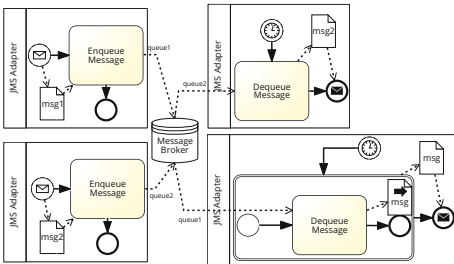 JMS Adapter
Enqueue
Message
msg1
queue1
JMS Adapter
msg2
queue2
Dequeue
Message
Message
Broker
JMS Adapter
Enqueue
Message
msg2
queue2
JMS Adapter
msg
msg
queue1
Dequeue
Message